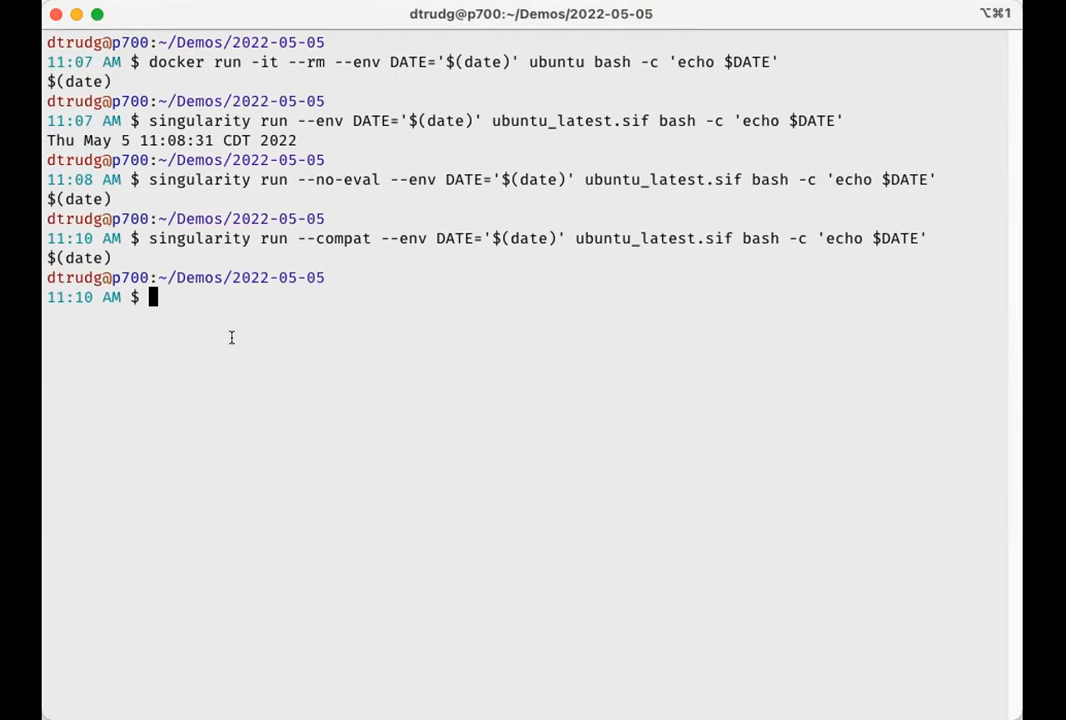 dtrudg@p700:~/Demos/2022-05-05
⌥⌘1
dtrudg@p700:~/Demos/2022-05-05
11:07 AM $ docker run -it --rm --env DATE='$(date)' ubuntu bash -c 'echo $DATE'
$(date)
dtrudg@p700:~/Demos/2022-05-05
11:07 AM $ singularity run --env DATE='$(date)' ubuntu_latest.sif bash -c 'echo $DATE'
Thu May 5 11:08:31 CDT 2022
dtrudg@p700:~/Demos/2022-05-05
11:08 AM $ singularity run --no-eval --env DATE='$(date)' ubuntu_latest.sif bash -c 'echo $DATE'
$(date)
dtrudg@p700:~/Demos/2022-05-05
11:10 AM $ singularity run --compat --env DATE='$(date)' ubuntu_latest.sif bash -c 'echo $DATE'
$(date)
dtrudg@p700:~/Demos/2022-05-05
11:10 AM $